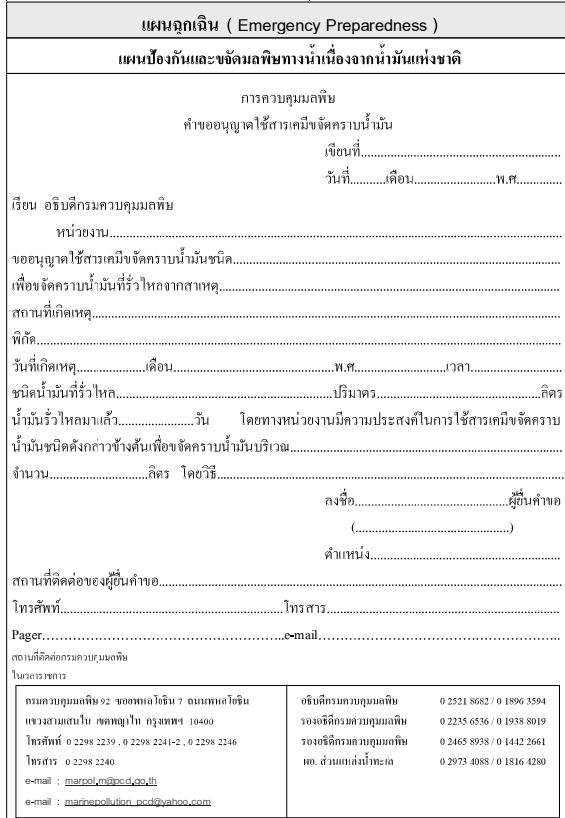 แผนฉุกเฉิน ( Emergency Preparedness )
แผนป้องกันและขจัดมลพิษทางน้ำเนื่องจากน้ำมันแห่งชาติ
การควบคุมมลพิษ
คำขออนุญาตใช้สารเคมีขจัดคราบน้ำมัน
เขียนที่..........................................................
วันที่..........เดือน.......................พ.ศ.............
เรียน อธิบดีกรมควบคุมมลพิษ
หน่วยงาน..........................................................
ขออนุญาตใช้สารเคมีขจัดคราบน้ำมันชนิด..........................................................
เพื่อขจัดคราบน้ำมันที่รั่วไหลจากสาเหตุ..........................................................
สถานที่เกิดเหตุ..........................................................
พิกัด..........................................................
วันที่เกิดเหตุ....................เดือน..............................พ.ศ.......................เวลา.......................
ชนิดน้ำมันที่รั่วไหล..............................ปริมาตร..............................ลิตร
น้ำมันรั่วไหลมาแล้ว......................วัน โดยทางหน่วยงานมีความประสงค์ในการใช้สารเคมีขจัดคราบ
น้ำมันชนิดดังกล่าวข้างต้นเพื่อขจัดคราบน้ำมันบริเวณ..........................................................
จำนวน............................ลิตร โดยวิธี..........................................................
ลงชื่อ............................................ผู้ยื่นคำขอ
(............................................)
ตำแหน่ง..........................................................
สถานที่ติดต่อของผู้ยื่นคำขอ..........................................................
โทรศัพท์..............................โทรสาร..............................
Pager..............................e-mail..............................
สถานที่ติดต่อกรมควบคุมมลพิษ
ในเวลาราชการ
กรมควบคุมมลพิษ 92 ซอยพหลโยธิน 7 ถนนพหลโยธิน
แขวงสามเสนใน เขตพญาไท กรุงเทพฯ 10400
โทรศัพท์ 0 2298 2239 , 0 2298 2241-2 , 0 2298 2246
โทรสาร 0 2298 2240
e-mail : marpol.m@pcd.go.th
e-mail : marinepollution_pcd@yahoo.com
อธิบดีกรมควบคุมมลพิษ 0 2521 8682 / 0 1896 3594
รองอธิบดีกรมควบคุมมลพิษ 0 2235 6536 / 0 1938 8019
รองอธิบดีกรมควบคุมมลพิษ 0 2465 8938 / 0 1442 2661
ผอ. ส่วนแหล่งน้ำทะเล 0 2973 4088 / 0 1816 4280